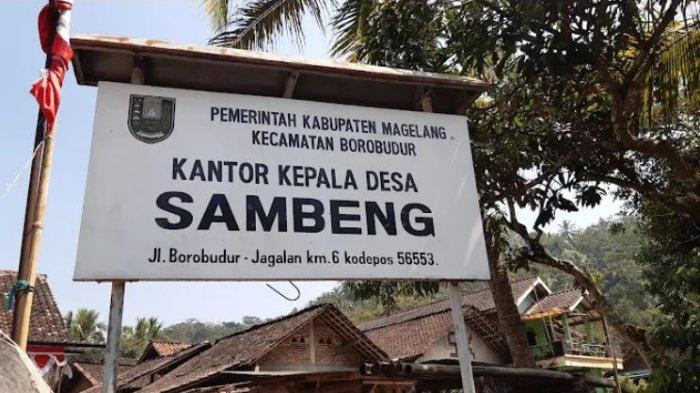 PEMERINTAH KABUPATEN MAGELANG
KECAMATAN BOROBUDUR
KANTOR KEPALA DESA
SAMBENG
Jl. Borobudur - Jagalan km. 6 kodepos 56553.